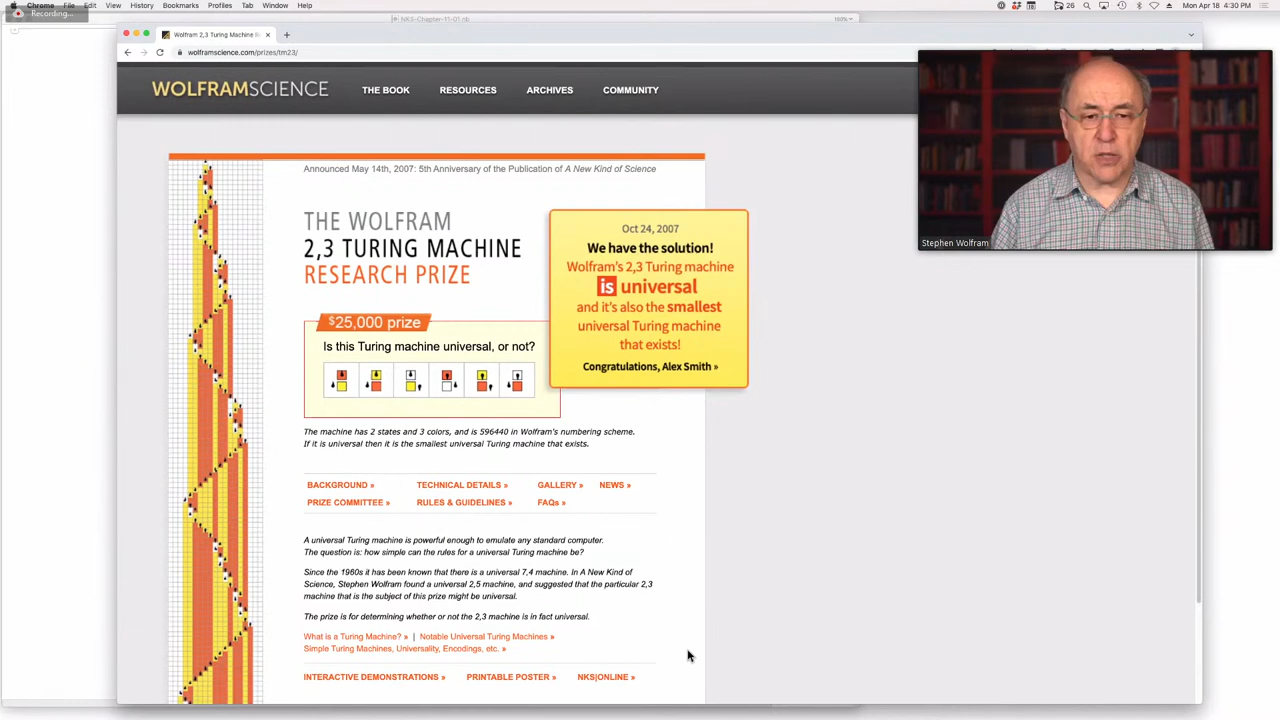 Chrome File Edit View History Bookmarks Profiles Tab Window Help
26
Mon Apr 18 4:30 PM
Recording...
NKS-Chapter-11-01.nb
150%
Wolfram 2,3 Turing Machine R
wolframscience.com/prizes/tm23/
WOLFRAMSCIENCE
THE BOOK RESOURCES ARCHIVES COMMUNITY
Stephen Wolfram
Announced May 14th, 2007: 5th Anniversary of the Publication of A New Kind of Science
THE WOLFRAM
2,3 TURING MACHINE
RESEARCH PRIZE
Oct 24, 2007
We have the solution!
Wolfram's 2,3 Turing machine
is universal
and it's also the smallest
universal Turing machine
that exists!
Congratulations, Alex Smith »
$25,000 prize
Is this Turing machine universal, or not?
The machine has 2 states and 3 colors, and is 596440 in Wolfram's numbering scheme.
If it is universal then it is the smallest universal Turing machine that exists.
BACKGROUND » TECHNICAL DETAILS » GALLERY » NEWS »
PRIZE COMMITTEE » RULES & GUIDELINES » FAQs »
A universal Turing machine is powerful enough to emulate any standard computer.
The question is: how simple can the rules for a universal Turing machine be?
Since the 1960s it has been known that there is a universal 7,4 machine. In A New Kind of
Science, Stephen Wolfram found a universal 2,5 machine, and suggested that the particular 2,3
machine that is the subject of this prize might be universal.
The prize is for determining whether or not the 2,3 machine is in fact universal.
What is a Turing Machine? » | Notable Universal Turing Machines »
Simple Turing Machines, Universality, Encodings, etc. »
INTERACTIVE DEMONSTRATIONS » PRINTABLE POSTER » NKS|ONLINE »